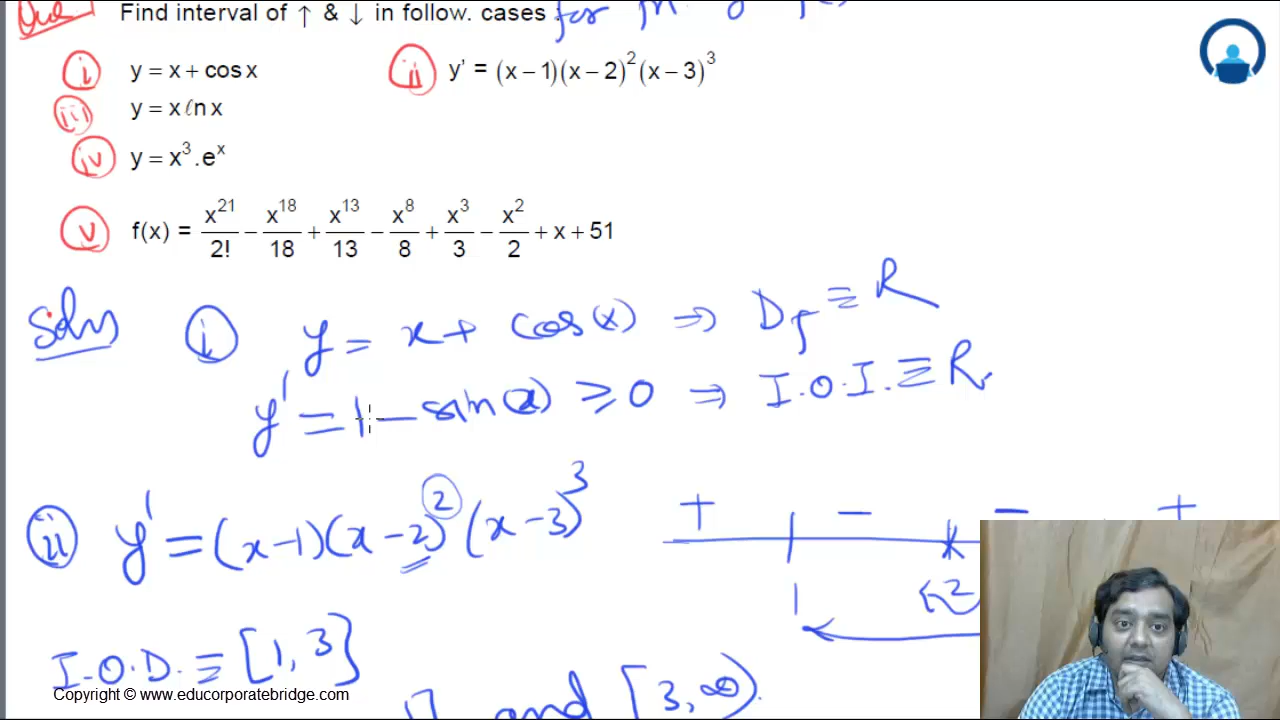 Que
Find interval of ↑ & ↓ in follow. cases : for
i y = x + cos x ii y' = (x – 1)(x – 2)² (x – 3)³
iii y = x ℓn x
iv y = x³ . eˣ
v f(x) = x²¹/2! – x¹⁸/18 + x¹³/13 – x⁸/8 + x³/3 – x²/2 + x + 51
Soln i y = x + cos(x) ⇒ Df ≡ R
y' = 1 – sin(x) ≥ 0 ⇒ I.O.I. ≡ R
ii y' = (x–1)(x–2)² (x–3)³ + – – +
1 2
I.O.D. ≡ [1, 3]
and [3, ∞).
Copyright © www.educorporatebridge.com